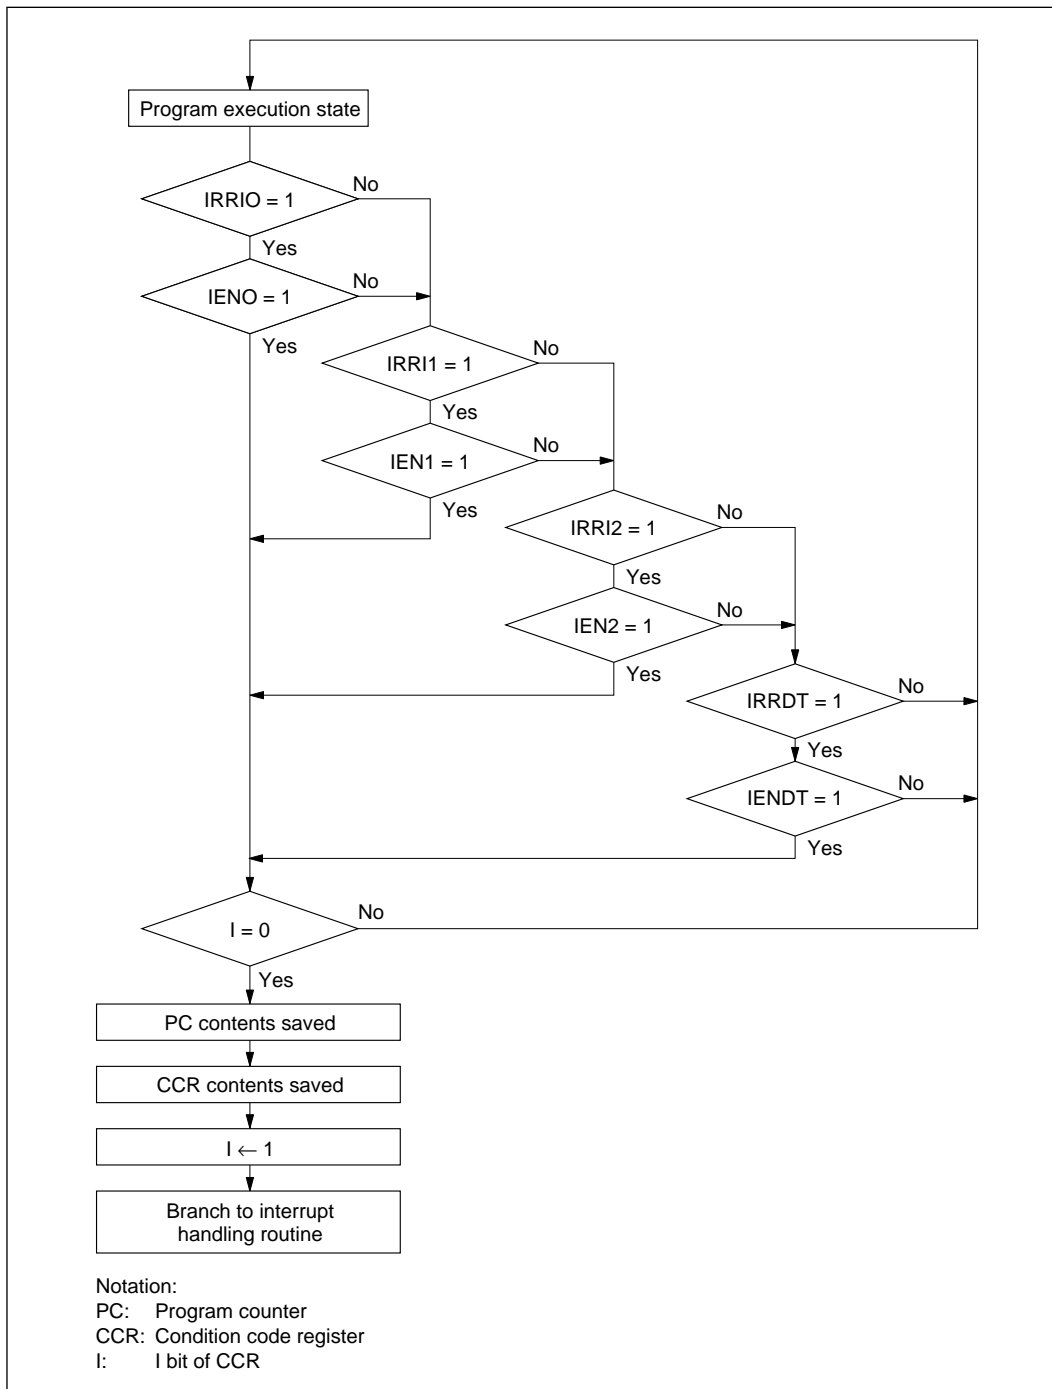 Program execution state
IRRIO = 1
No
Yes
IENO = 1
No
Yes
IRRI1 = 1
No
Yes
IEN1 = 1
No
Yes
IRRI2 = 1
No
Yes
IEN2 = 1
No
Yes
IRRDT = 1
No
Yes
IENDT = 1
No
Yes
I = 0
No
Yes
PC contents saved
CCR contents saved
I ← 1
Branch to interrupt
handling routine
Notation:
PC: Program counter
CCR: Condition code register
I: I bit of CCR